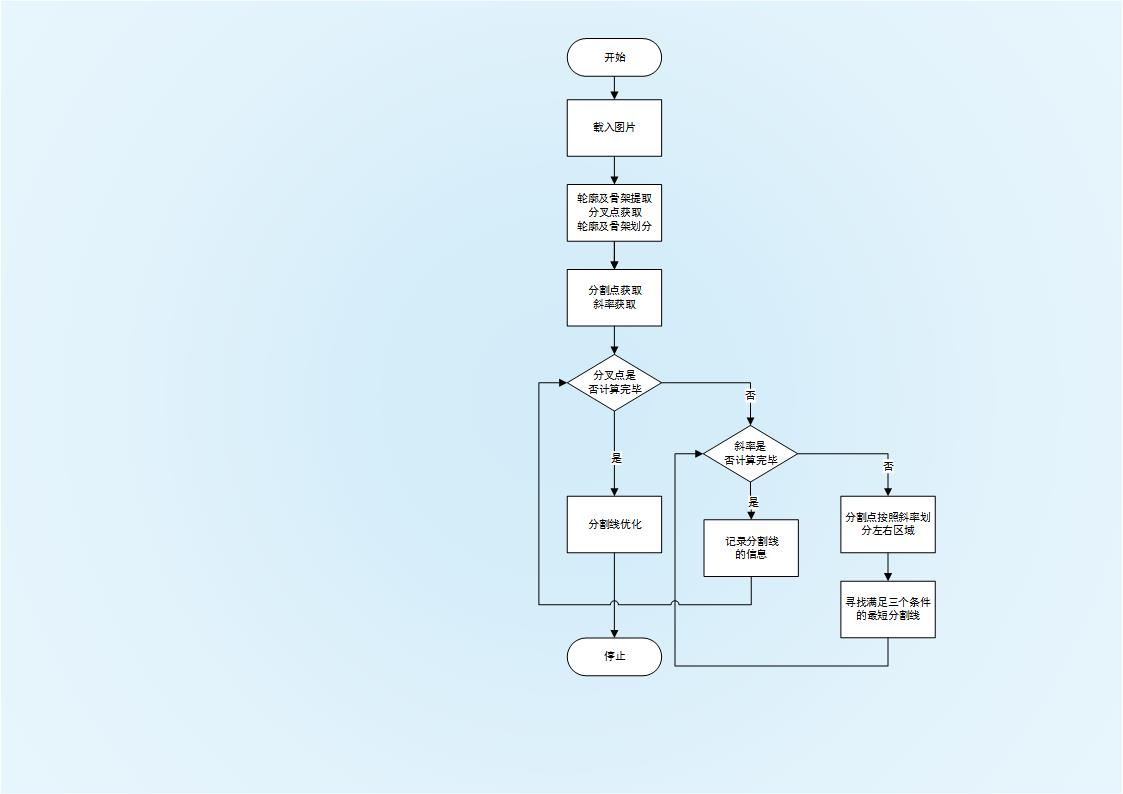 开始
载入图片
轮廓及骨架提取
分叉点获取
轮廓及骨架划分
分割点获取
斜率获取
分叉点是
否计算完毕
否
斜率是
否计算完毕
是
否
是
分割线优化
记录分割线
的信息
分割点按照斜率划
分左右区域
寻找满足三个条件
的最短分割线
停止